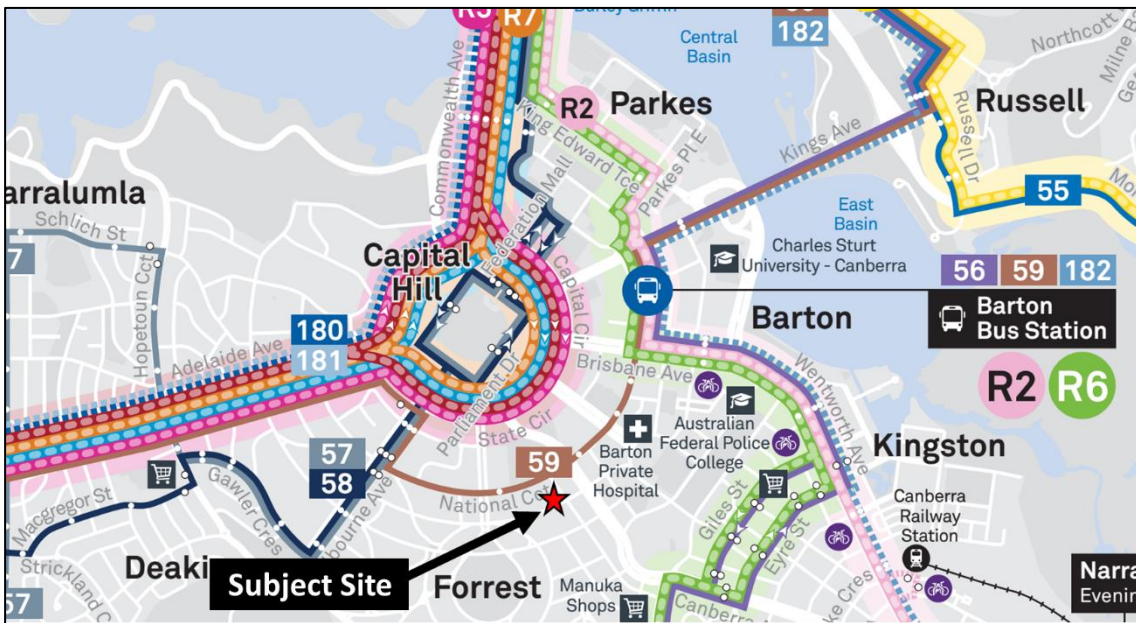 R7
182
Central
Basin
Northcott
R2
Parkes
Russell
Commonwealth Ave
King Edward Tce
Parkes Pl E
Kings Ave
Russell Dr
55
arralumla
Schlich St
7
Hopetoun Cct
Federation Mall
East
Basin
Capital
Hill
Capital Cir
Charles Sturt
University - Canberra
56
59
182
Barton
Bus Station
Barton
180
181
Adelaide Ave
Parliament Dr
Brisbane Ave
Wentworth Ave
R2
R6
State Cir
Australian
Federal Police
College
Kingston
57
58
59
Barton
Private
Hospital
National Cct
Macgregor St
Gawler Cres
Giles St
Eyre St
Canberra
Railway
Station
Strickland
57
Subject Site
Forrest
Manuka
Shops